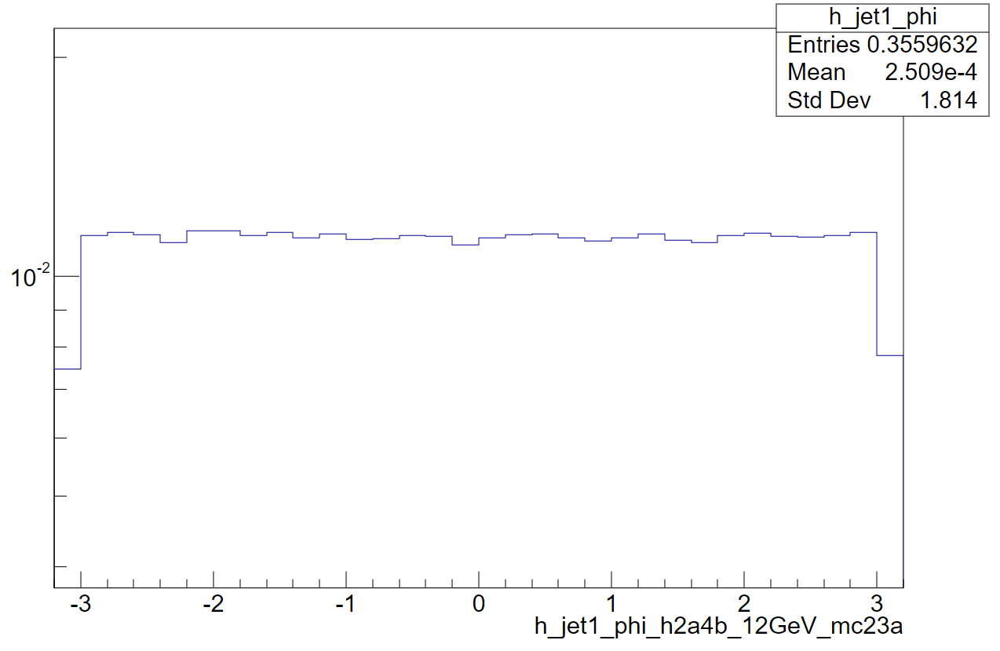 h_jet1_phi
Entries 0.3559632
Mean 2.509e-4
Std Dev 1.814
10-2
-3 -2 -1 0 1 2 3
h_jet1_phi_h2a4b_12GeV_mc23a